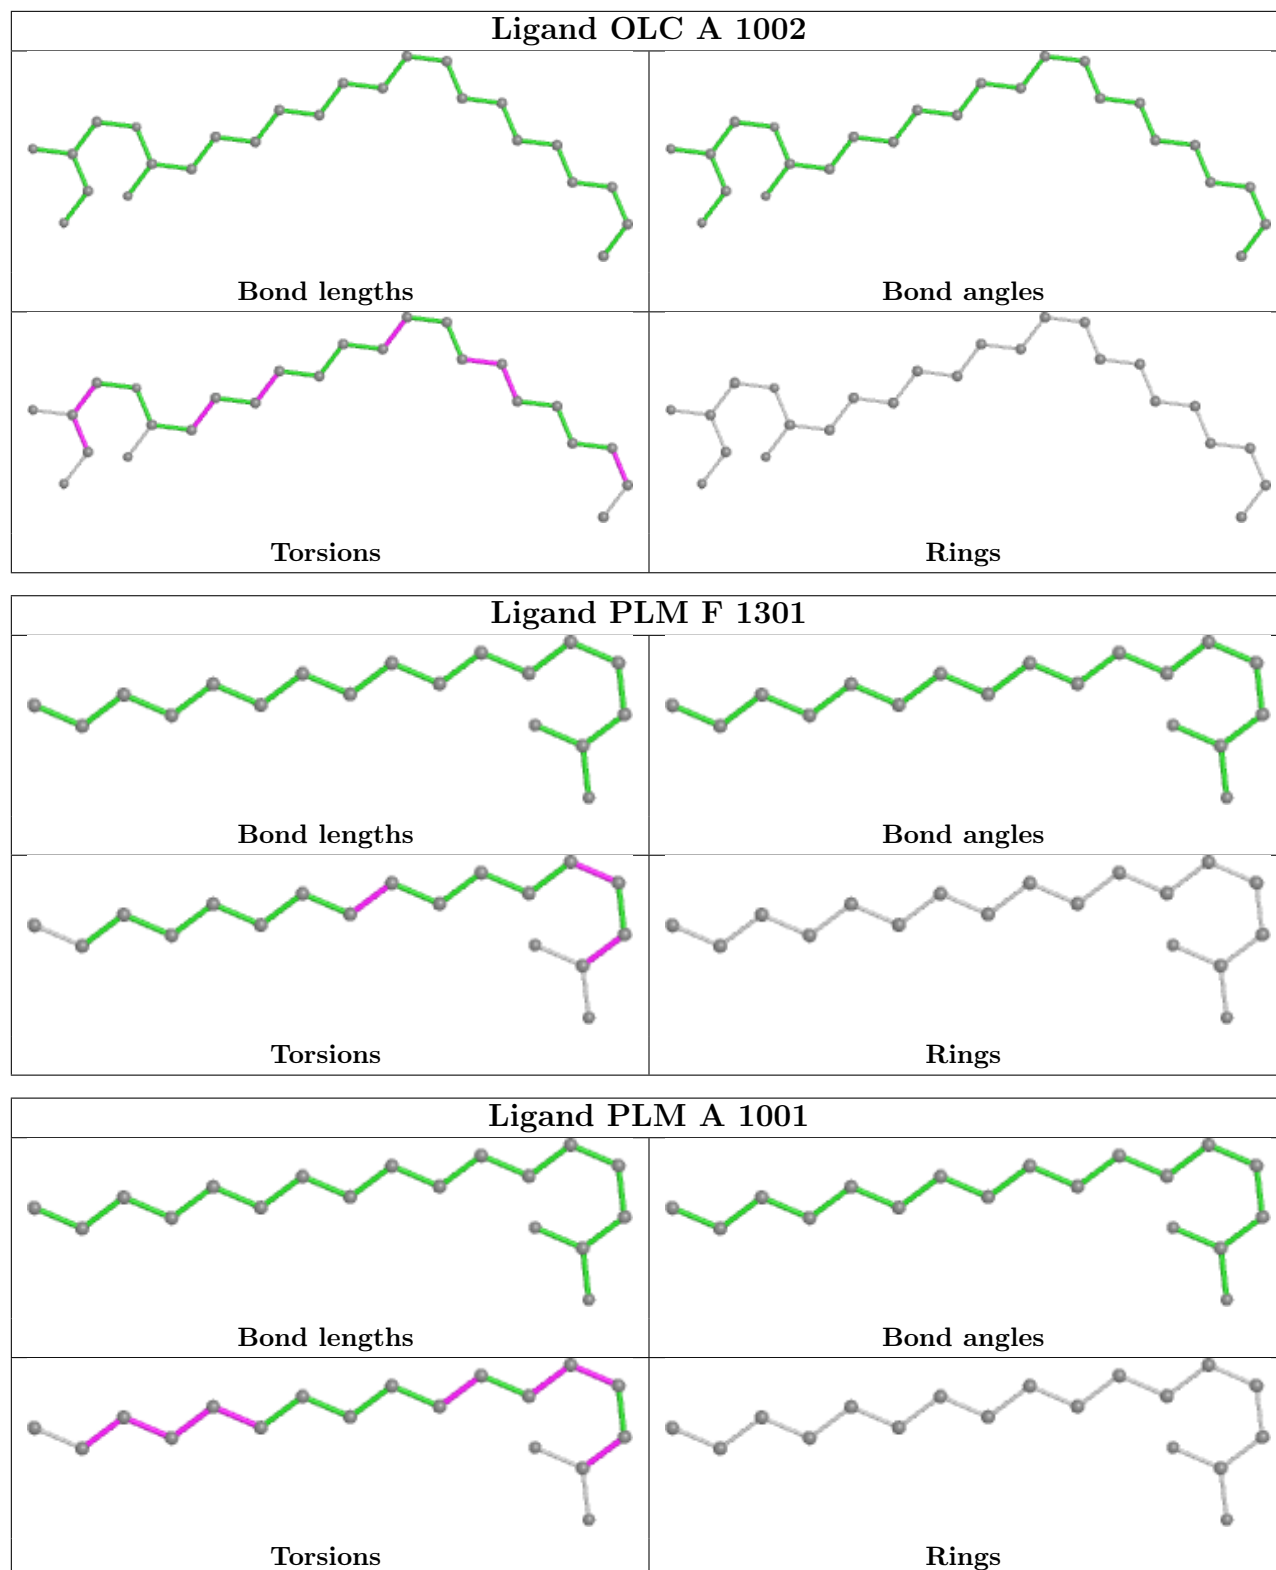 Ligand OLC A 1002
Bond lengths
Bond angles
Torsions
Rings
Ligand PLM F 1301
Bond lengths
Bond angles
Torsions
Rings
Ligand PLM A 1001
Bond lengths
Bond angles
Torsions
Rings